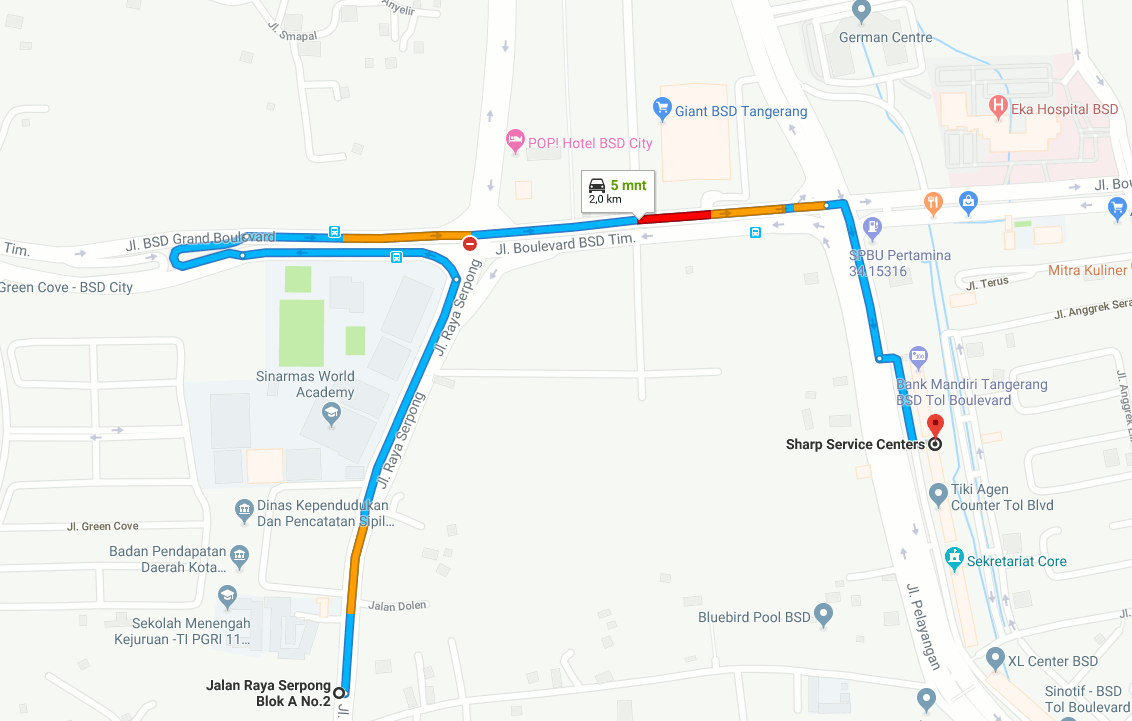 Anyelir
Jl. Smapal
German Centre
Giant BSD Tangerang
Eka Hospital BSD
POP! Hotel BSD City
5 mnt
2,0 km
Jl. Bou
Tim.
Jl. BSD Grand Boulevard
Jl. Boulevard BSD Tim.
SPBU Pertamina
34.15316
Green Cove - BSD City
Jl. Terus
Mitra Kuliner
Jl. Anggrek Sera
Jl. Raya Serpong
Sinarmas World
Academy
Bank Mandiri Tangerang
BSD Tol Boulevard
Jl. Raya Serpong
Sharp Service Centers
Tiki Agen
Counter Tol Blvd
Dinas Kependudukan
Dan Pencatatan Sipil...
Jl. Green Cove
Badan Pendapatan
Daerah Kota...
Sekretariat Core
Jalan Dolen
Sekolah Menengah
Kejuruan -TI PGRI 11...
Bluebird Pool BSD
Jl. Pelayangan
XL Center BSD
Jalan Raya Serpong
Blok A No.2
Jl.
Sinotif - BSD
Tol Boulevard